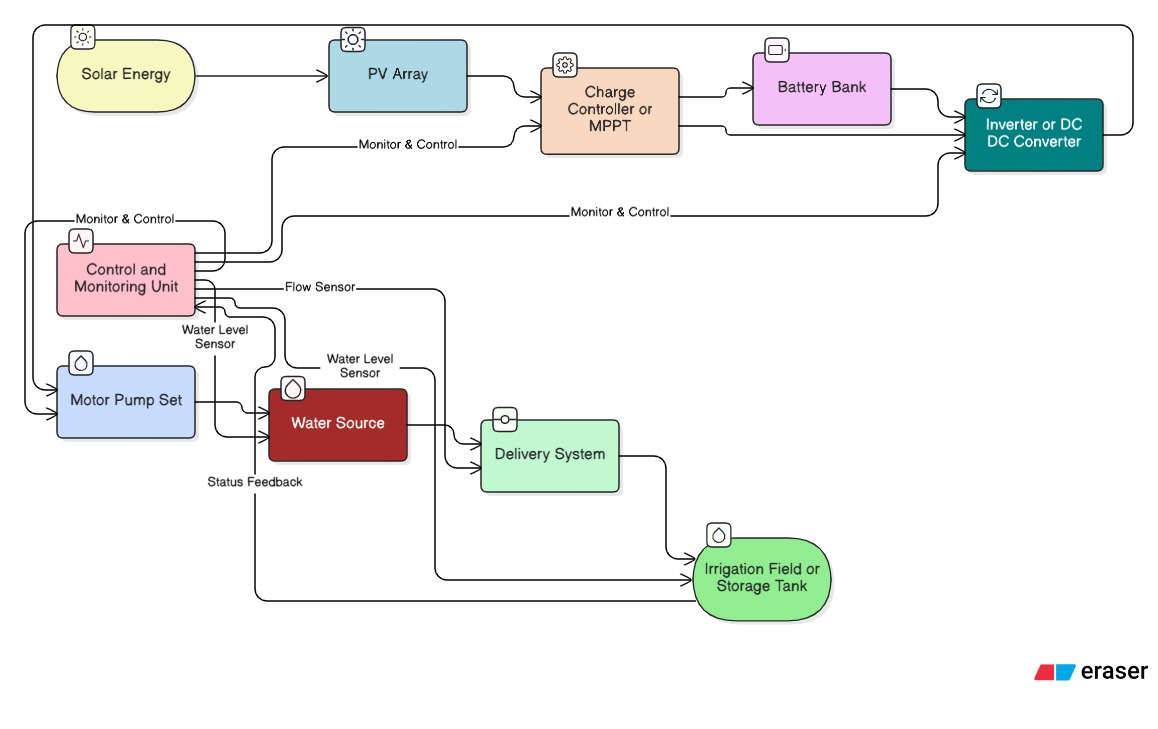 Solar Energy
PV Array
Charge
Controller or
MPPT
Battery Bank
Inverter or DC
DC Converter
Monitor & Control
Monitor & Control
Monitor & Control
Control and
Monitoring Unit
Flow Sensor
Water Level
Sensor
Water Level
Sensor
Motor Pump Set
Water Source
Delivery System
Status Feedback
Irrigation Field or
Storage Tank
eraser